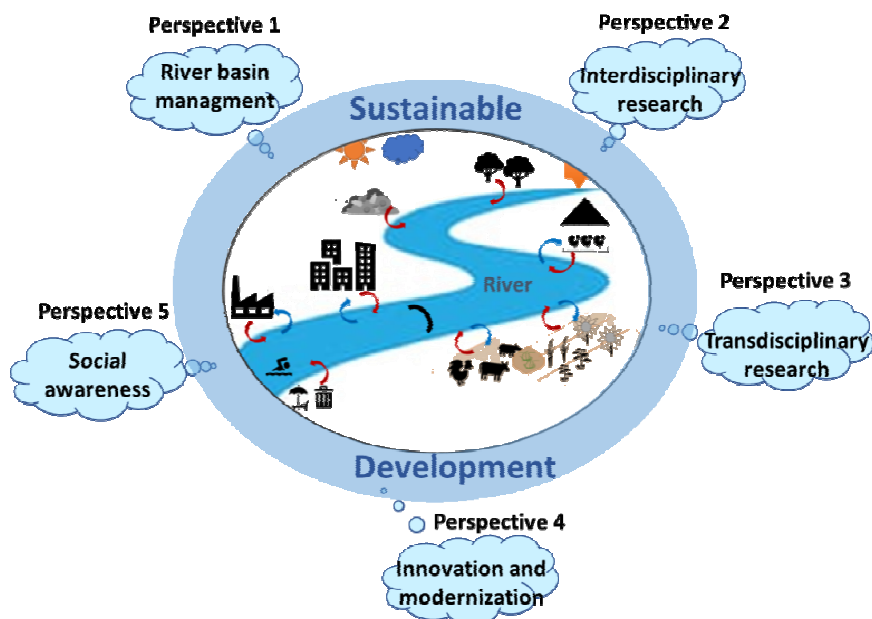 Perspective 1
River basin
managment
Perspective 2
Interdisciplinary
research
Sustainable
River
Perspective 3
Transdisciplinary
research
Perspective 5
Social
awareness
Development
Perspective 4
Innovation and
modernization